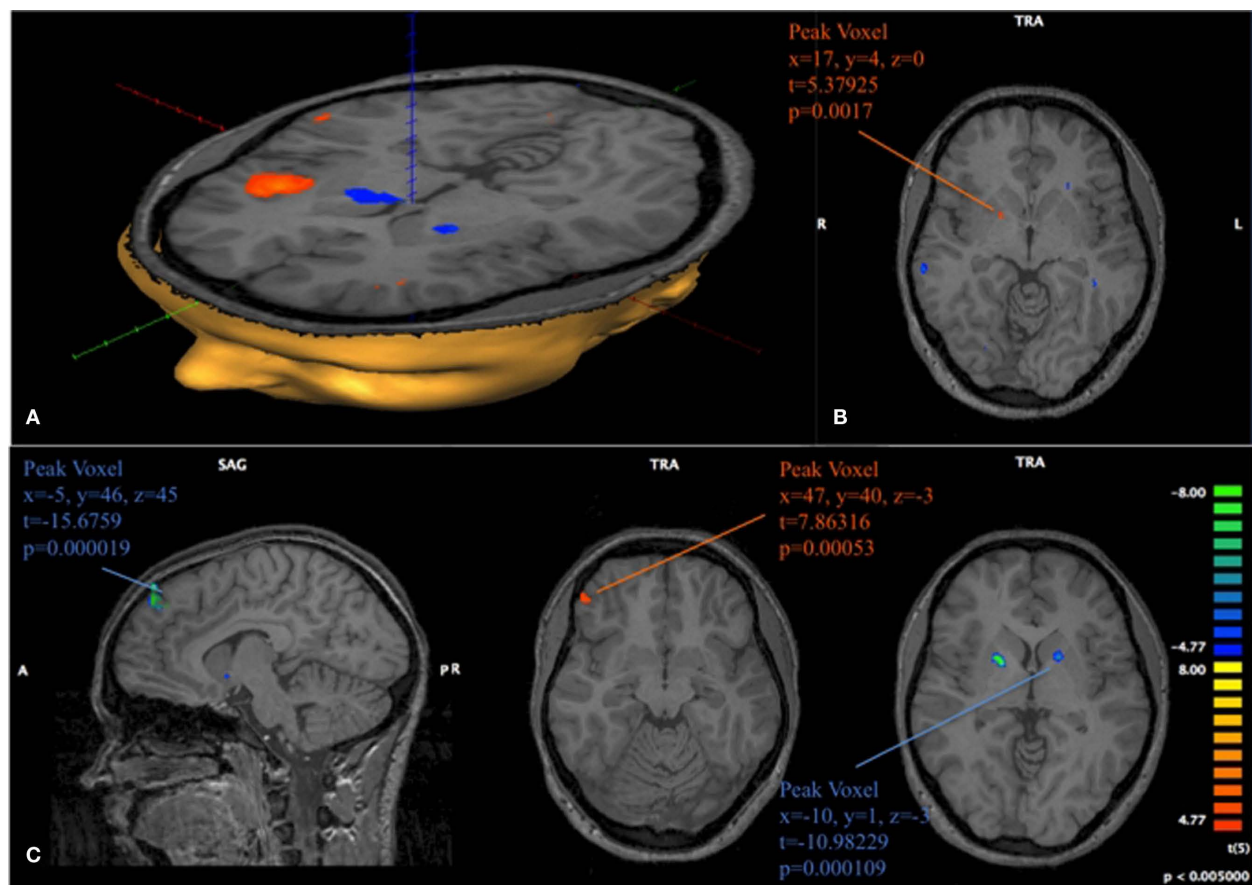 TRA
Peak Voxel
x=17, y=4, z=0
t=5.37925
p=0.0017
R
L
A
B
SAG
Peak Voxel
x=-5, y=46, z=45
t=-15.6759
p=0.000019
A
P
R
TRA
Peak Voxel
x=47, y=40, z=-3
t=7.86316
p=0.00053
TRA
Peak Voxel
x=-10, y=1, z=-3
t=-10.98229
p=0.000109
-8.00
-4.77
8.00
4.77
t(5)
p < 0.005000
C